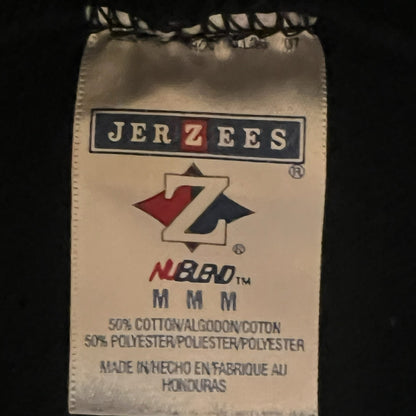 JERZEES
®
Z
®
NUBLEND™
M M M
50% COTTON/ALGODON/COTON
50% POLYESTER/POLIESTER/POLYESTER
MADE IN/HECHO EN/FABRIQUE AU
HONDURAS